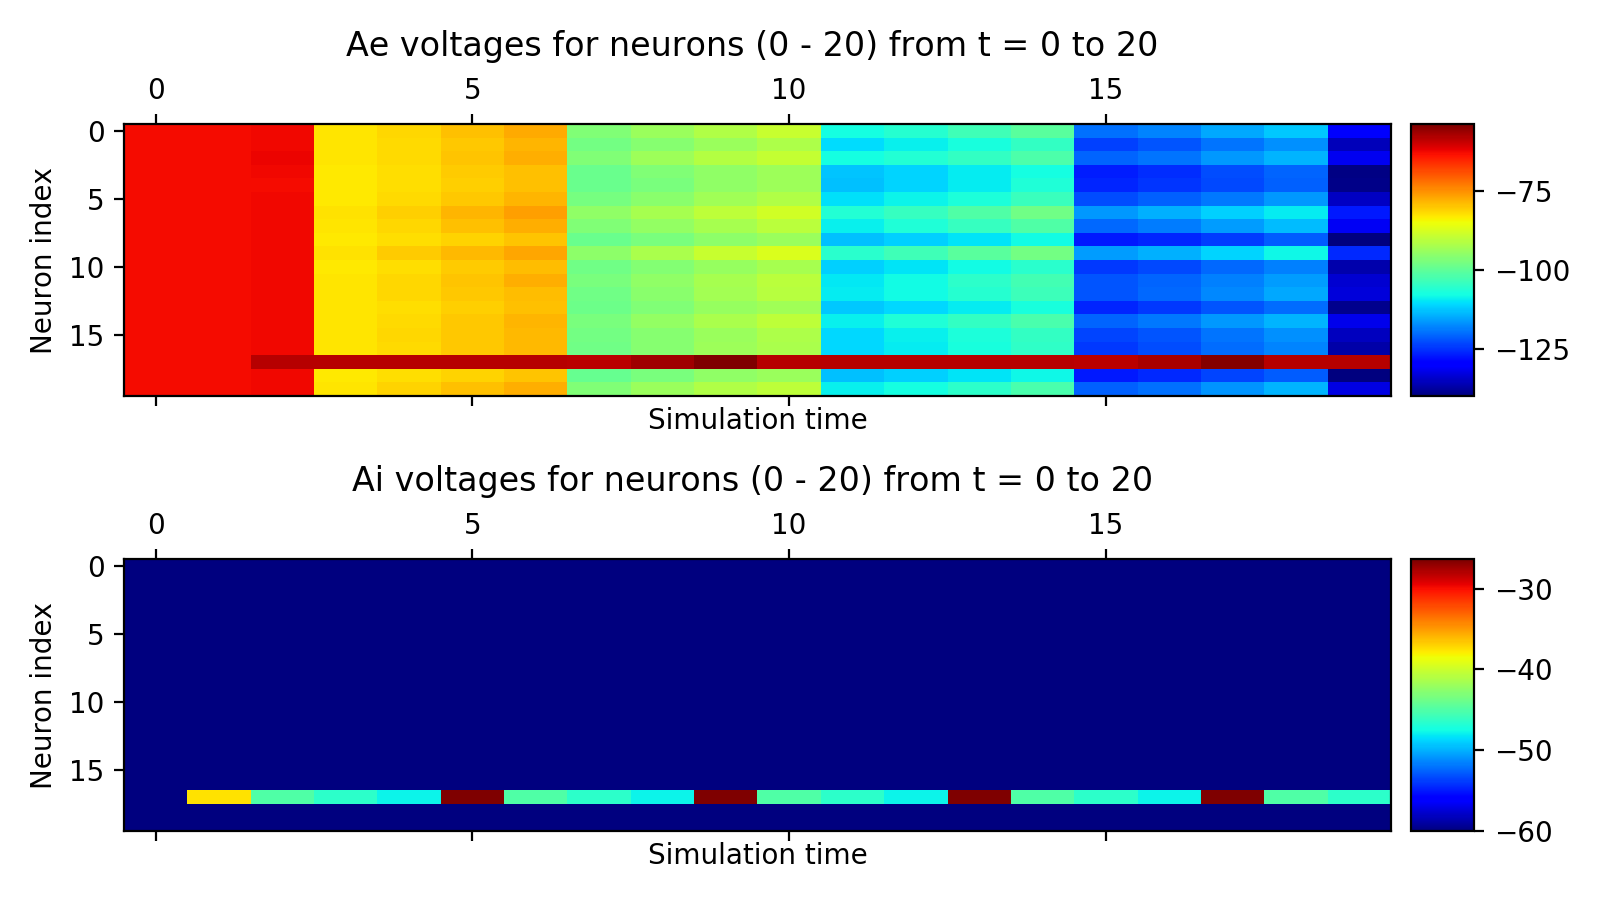 Ae voltages for neurons (0 - 20) from t = 0 to 20
0 5 10 15
Neuron index
0
5
10
15
Simulation time
−75
−100
−125
Ai voltages for neurons (0 - 20) from t = 0 to 20
0 5 10 15
Neuron index
0
5
10
15
Simulation time
−30
−40
−50
−60